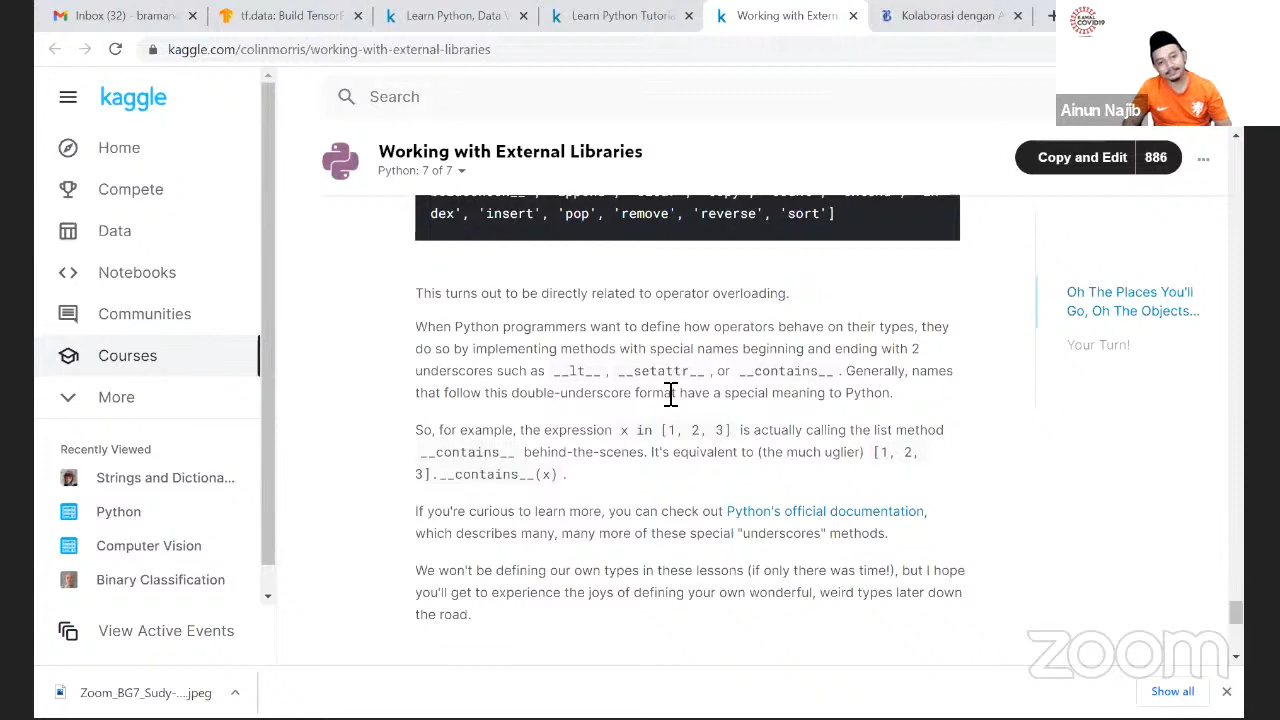 bramar
tf.data: Build TensorF
Learn Python, Data V
Learn Python Tutoria
Working with Extern
Kolaborasi dengan A
kaggle.com/colinmorris/working-with-external-libraries
KAWAL
COVID19
Ainun Najib
kaggle
Search
Home
Compete
Data
Notebooks
Communities
Courses
More
Recently Viewed
Strings and Dictiona...
Python
Computer Vision
Binary Classification
View Active Events
Working with External Libraries
Python: 7 of 7
Copy and Edit 886
dex', 'insert', 'pop', 'remove', 'reverse', 'sort']
This turns out to be directly related to operator overloading.
When Python programmers want to define how operators behave on their types, they
do so by implementing methods with special names beginning and ending with 2
underscores such as __lt__ , __setattr__ , or __contains__ . Generally, names
that follow this double-underscore format have a special meaning to Python.
So, for example, the expression x in [1, 2, 3] is actually calling the list method
__contains__ behind-the-scenes. It's equivalent to (the much uglier) [1, 2,
3].__contains__(x) .
If you're curious to learn more, you can check out Python's official documentation,
which describes many, many more of these special "underscores" methods.
We won't be defining our own types in these lessons (if only there was time!), but I hope
you'll get to experience the joys of defining your own wonderful, weird types later down
the road.
Oh The Places You'll
Go, Oh The Objects...
Your Turn!
zoom
Zoom_BG7_Sudy-....jpeg
Show all